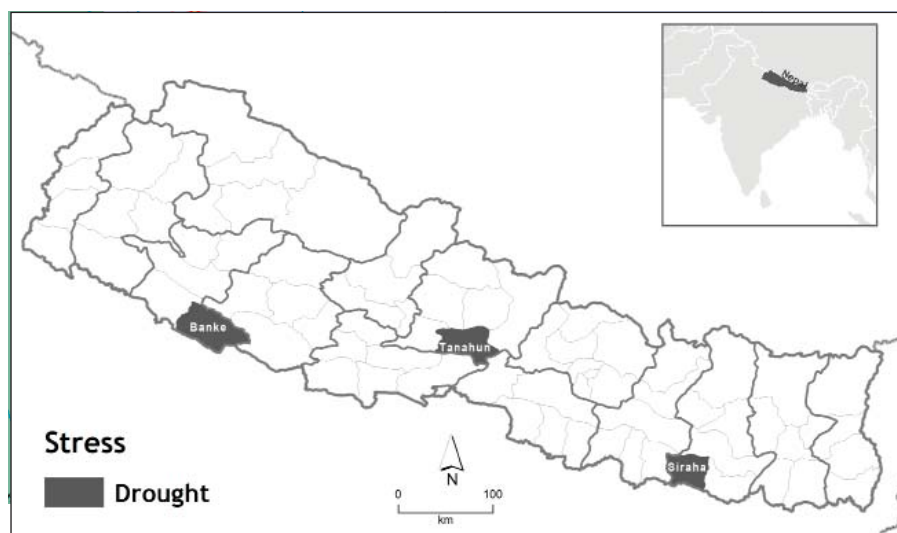 Nepal
Banke
Tanahun
Siraha
Stress
Drought
N
0 100
km